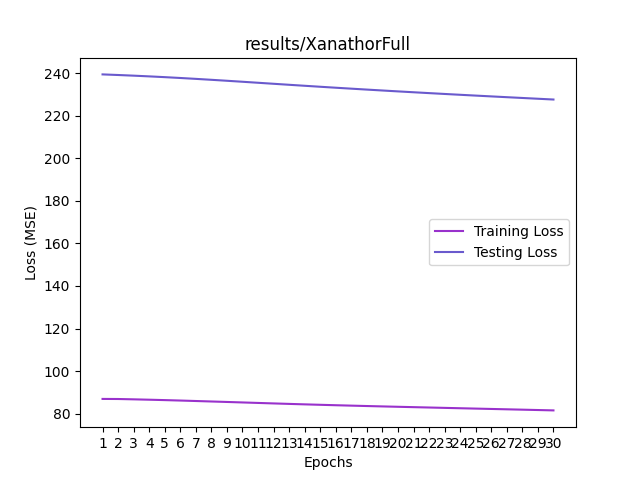 results/XanathorFull
Loss (MSE)
240
220
200
180
160
140
120
100
80
Training Loss
Testing Loss
1 2 3 4 5 6 7 8 9 10 11 12 13 14 15 16 17 18 19 20 21 22 23 24 25 26 27 28 29 30
Epochs